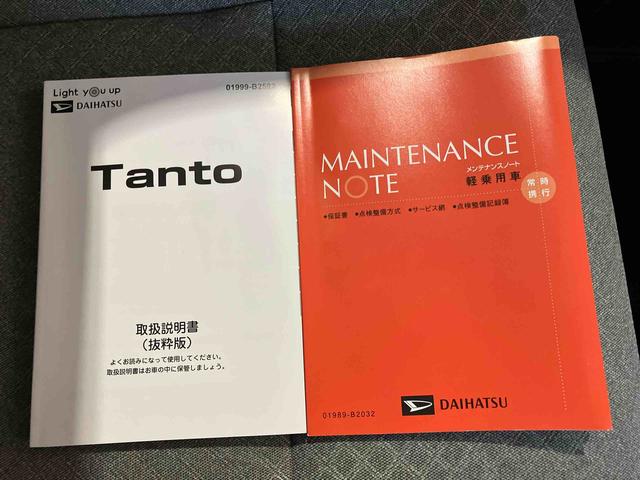 Light you up
DAIHATSU
01999-B2592
Tanto
取扱説明書
（抜粋版）
よくお読みになって使用してください。
取扱説明書はお車の中に保管しましょう。
MAINTENANCE
NOTE
メンテナンスノート
軽乗用車
常時
携行
●保証書 ●点検整備方式 ●サービス網 ●点検整備記録簿
01989-B2032
DAIHATSU